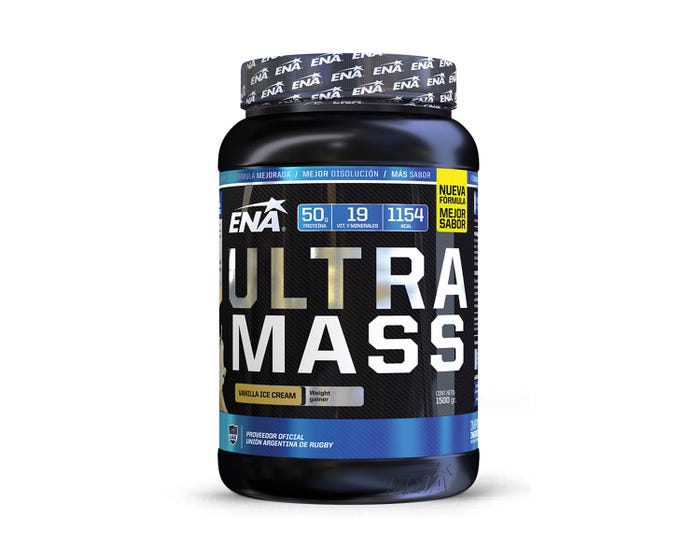 ENA
FÓRMULA MEJORADA / MEJOR DISOLUCIÓN / MÁS SABOR
NUEVA
FÓRMULA
MEJOR
SABOR
ENA®
50g
PROTEÍNA
19
VIT. Y MINERALES
1154
KCAL
ULTRA
MASS
VANILLA ICE CREAM
Weight
gainer
CONT. NETO
1500 gr.
PROVEEDOR OFICIAL
UNIÓN ARGENTINA DE RUGBY